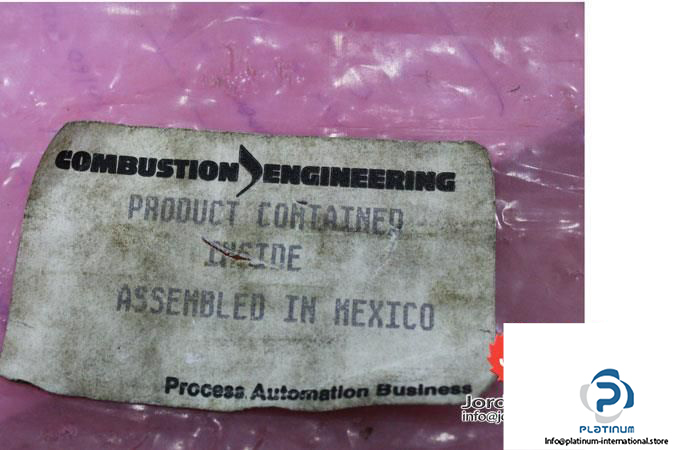 COMBUSTION ENGINEERING
PRODUCT CONTAINED
INSIDE
ASSEMBLED IN MEXICO
Process Automation Business
PLATINUM
Info@platinum-international.store